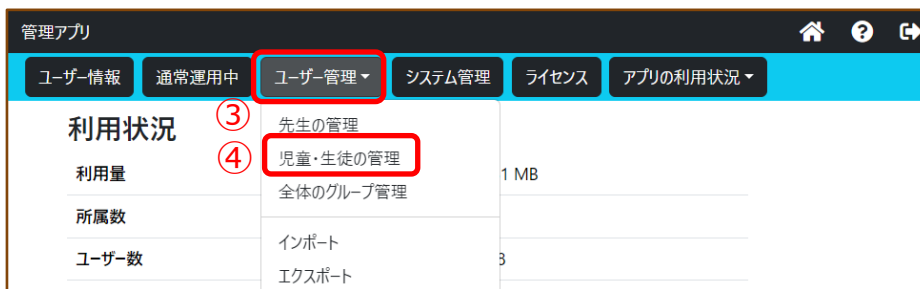 管理アプリ
ユーザー情報 通常運用中 ユーザー管理 システム管理 ライセンス アプリの利用状況
利用状況
③ 先生の管理
④ 児童・生徒の管理
利用量 1 MB
全体のグループ管理
所属数
インポート
ユーザー数
エクスポート